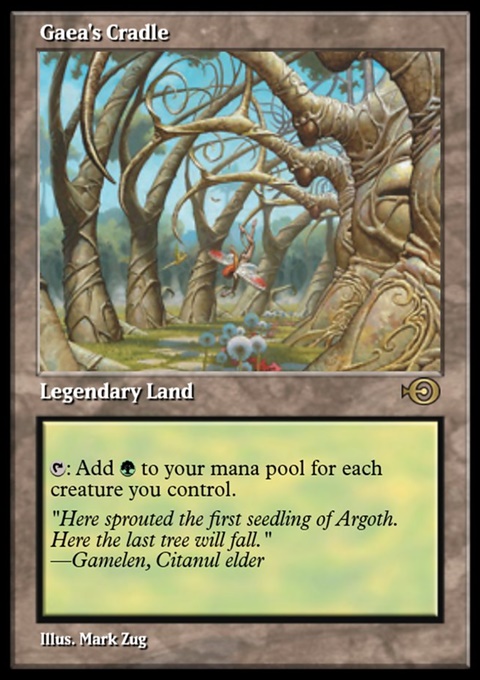 Gaea's Cradle
Legendary Land
: Add to your mana pool for each
creature you control.
"Here sprouted the first seedling of Argoth.
Here the last tree will fall."
—Gamelen, Citanul elder
Illus. Mark Zug